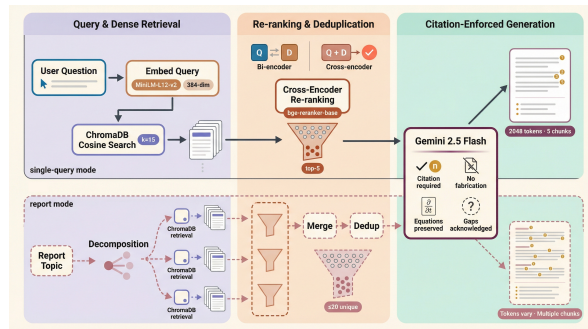 Query & Dense Retrieval
Re-ranking & Deduplication
Citation-Enforced Generation
User Question
Embed Query
MiniLM-L12-v2
384-dim
ChromaDB
Cosine Search
k=15
single-query mode
Q
D
Bi-encoder
Q + D
Cross-encoder
Cross-Encoder
Re-ranking
bge-reranker-base
top-5
Gemini 2.5 Flash
n
Citation
required
No
fabrication
∂
∂t
Equations
preserved
?
Gaps
acknowledged
2048 tokens · 5 chunks
report mode
Report
Topic
Decomposition
ChromaDB
retrieval
ChromaDB
retrieval
ChromaDB
retrieval
Merge
Dedup
≤20 unique
Tokens vary · Multiple chunks